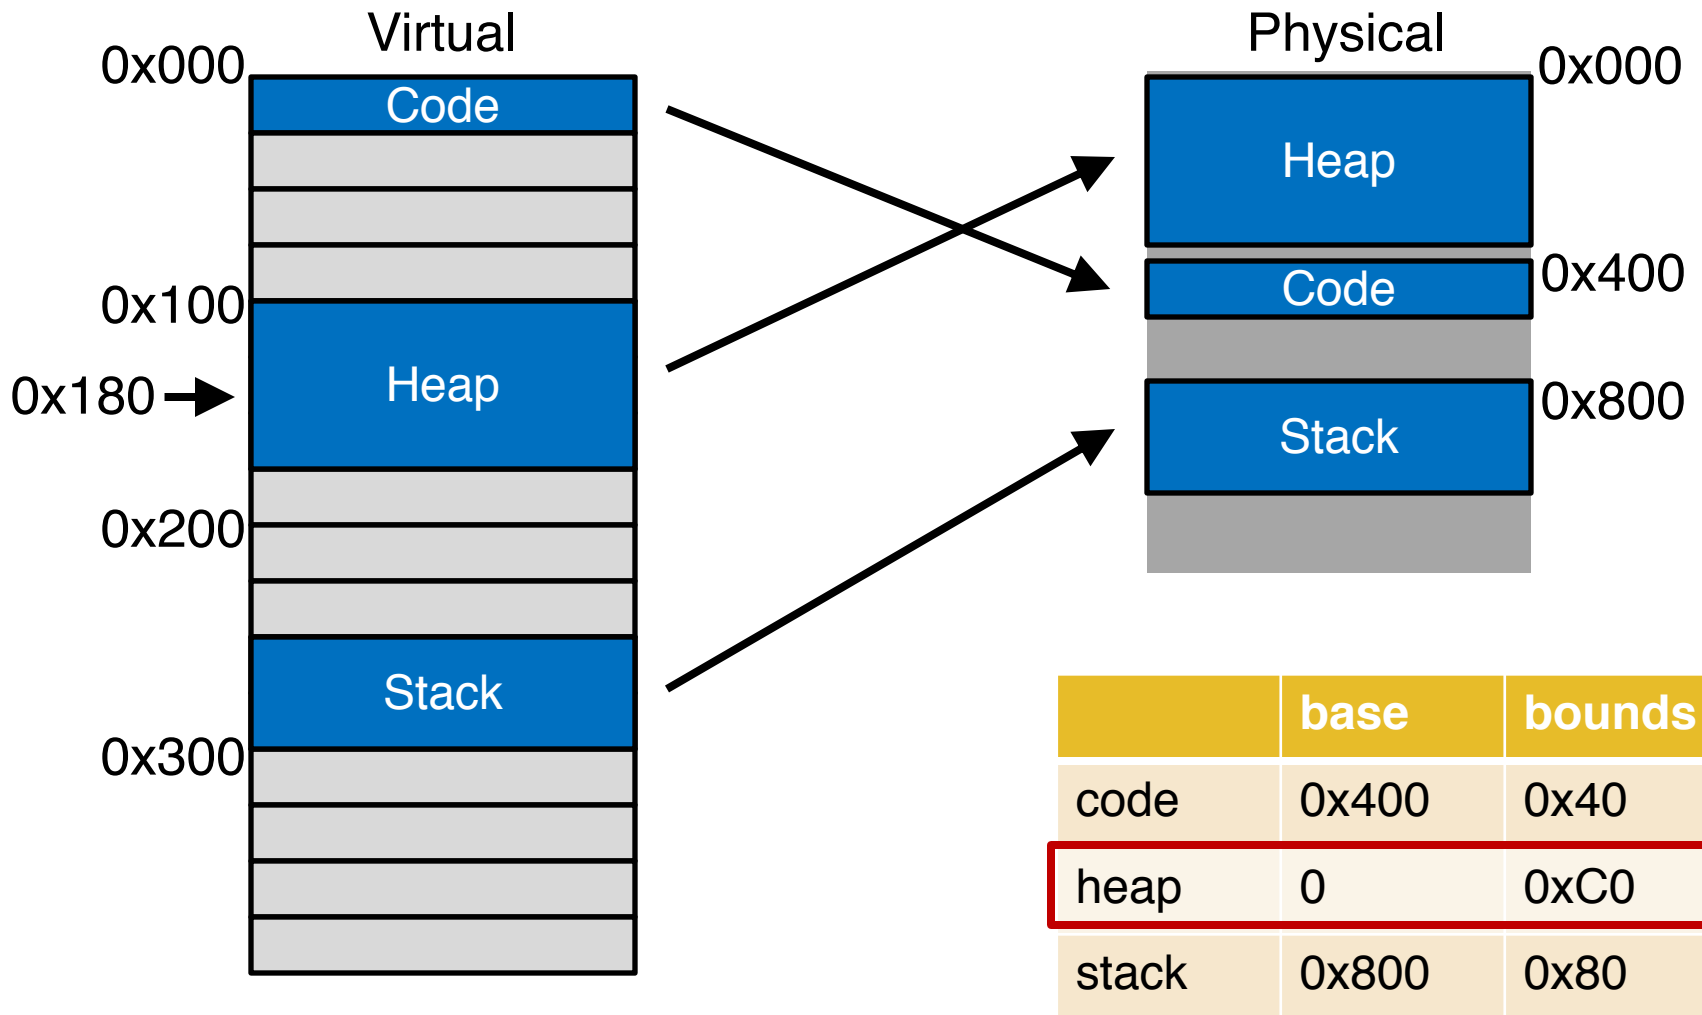 Virtual
Physical
0x000
Code
0x100
0x180
Heap
0x200
Stack
0x300
0x000
Heap
0x400
Code
0x800
Stack
base bounds
code 0x400 0x40
heap 0 0xC0
stack 0x800 0x80